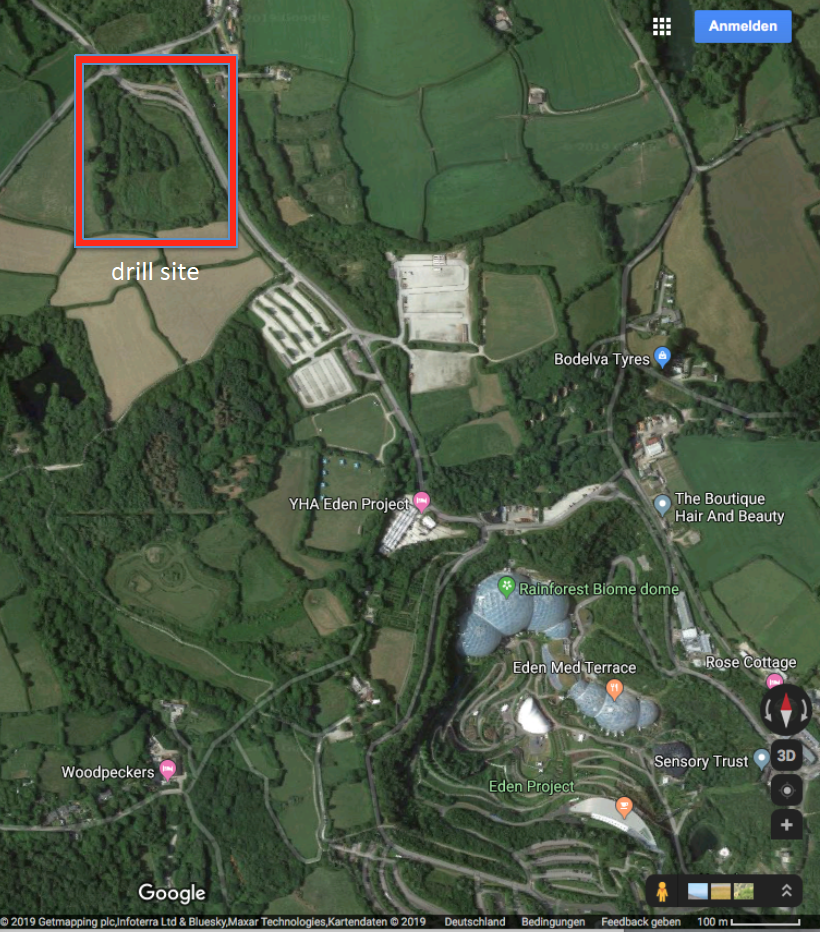 Anmelden
drill site
Bodelva Tyres
YHA Eden Project
The Boutique
Hair And Beauty
Rainforest Biome dome
Eden Med Terrace
Rose Cottage
Sensory Trust
3D
Woodpeckers
Eden Project
+
Google
© 2019 Getmapping plc,Infoterra Ltd & Bluesky,Maxar Technologies,Kartendaten © 2019 Deutschland Bedingungen Feedback geben 100 m